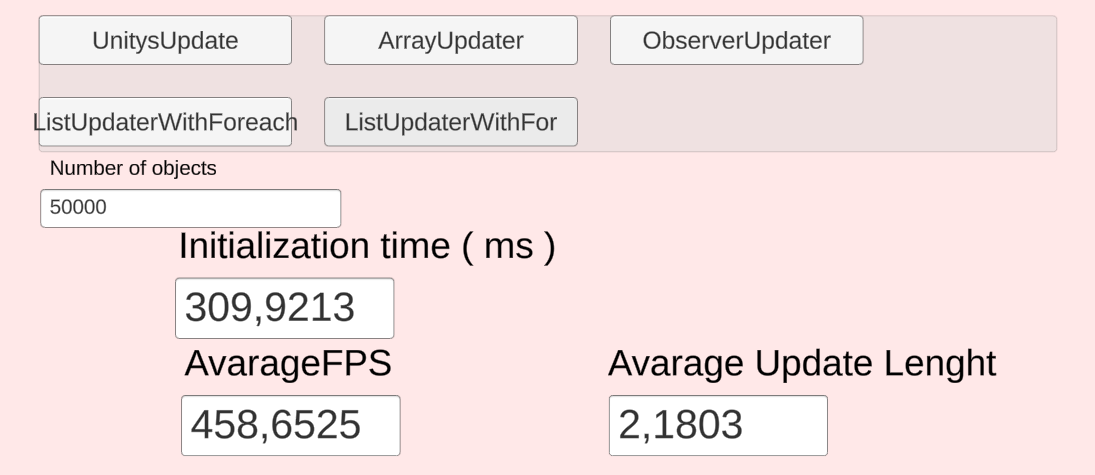 UnitysUpdate ArrayUpdater ObserverUpdater
ListUpdaterWithForeach ListUpdaterWithFor
Number of objects
50000
Initialization time ( ms )
309,9213
AvarageFPS Avarage Update Lenght
458,6525 2,1803